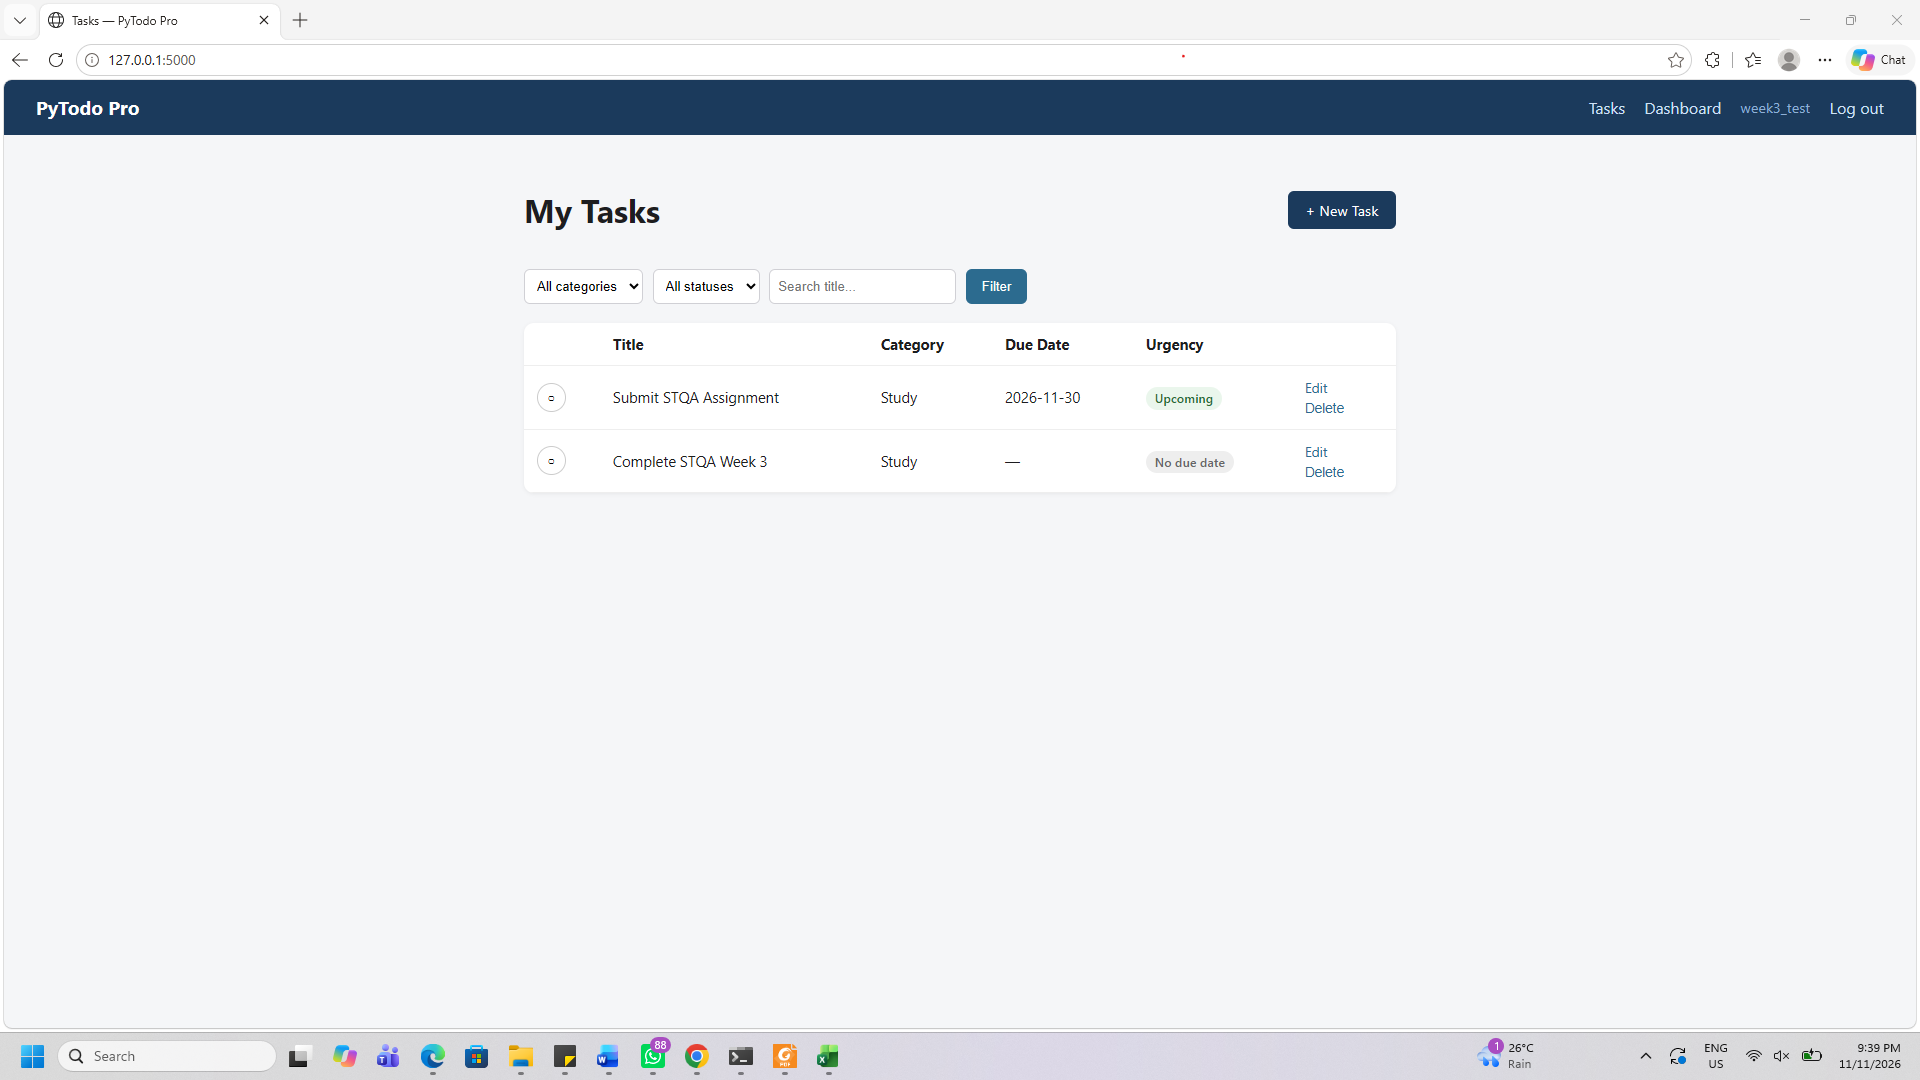 Tasks — PyTodo Pro
127.0.0.1:5000
Chat
PyTodo Pro
Tasks Dashboard week3_test Log out
My Tasks
+ New Task
All categories All statuses Search title... Filter
Title Category Due Date Urgency
Submit STQA Assignment Study 2026-11-30 Upcoming Edit
Delete
Complete STQA Week 3 Study — No due date Edit
Delete
Search
88
1
26°C
Rain
ENG
US
9:39 PM
11/11/2026